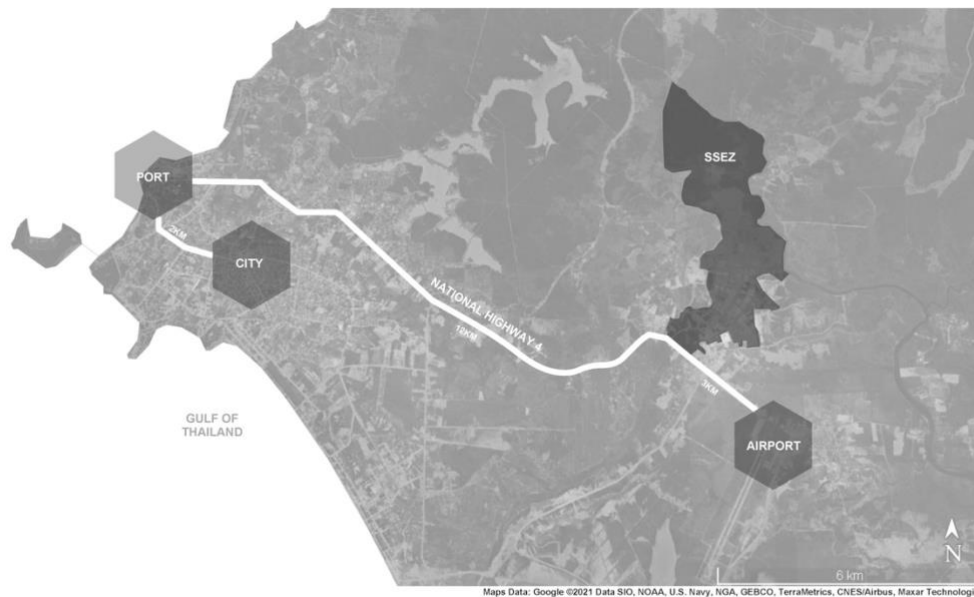 SSEZ
PORT
2KM
CITY
NATIONAL HIGHWAY 4
12KM
3KM
GULF OF
THAILAND
AIRPORT
N
6 km
Maps Data: Google ©2021 Data SIO, NOAA, U.S. Navy, NGA, GEBCO, TerraMetrics, CNES/Airbus, Maxar Technolog